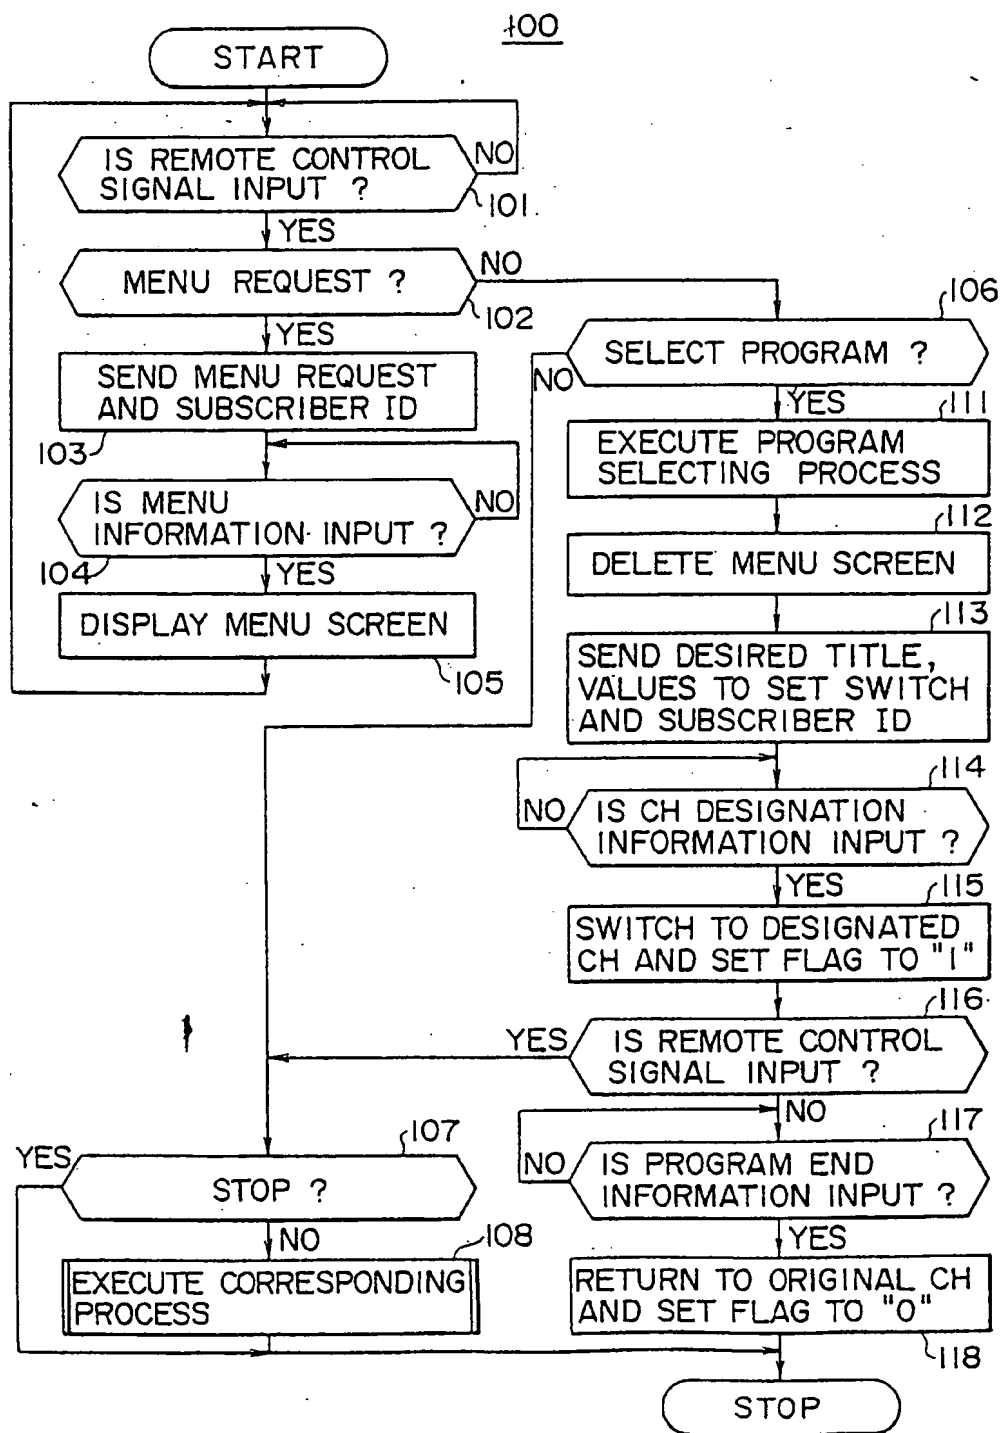 100
START
IS REMOTE CONTROL
SIGNAL INPUT ?
NO
101
YES
MENU REQUEST ?
NO
102
YES
SEND MENU REQUEST
AND SUBSCRIBER ID
103
IS MENU
INFORMATION INPUT ?
NO
104
YES
DISPLAY MENU SCREEN
105
106
SELECT PROGRAM ?
NO
YES
111
EXECUTE PROGRAM
SELECTING PROCESS
112
DELETE MENU SCREEN
113
SEND DESIRED TITLE,
VALUES TO SET SWITCH
AND SUBSCRIBER ID
114
NO
IS CH DESIGNATION
INFORMATION INPUT ?
YES
115
SWITCH TO DESIGNATED
CH AND SET FLAG TO "1"
116
YES
IS REMOTE CONTROL
SIGNAL INPUT ?
NO
117
NO
IS PROGRAM END
INFORMATION INPUT ?
YES
RETURN TO ORIGINAL CH
AND SET FLAG TO "0"
118
107
YES
STOP ?
NO
108
EXECUTE CORRESPONDING
PROCESS
STOP